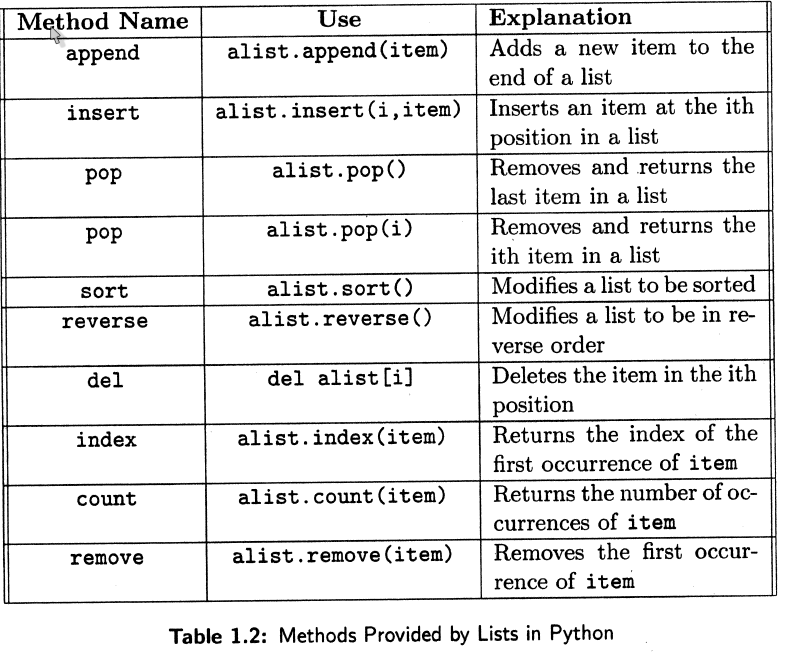 Method Name Use Explanation
append alist.append(item) Adds a new item to the
end of a list
insert alist.insert(i,item) Inserts an item at the ith
position in a list
pop alist.pop() Removes and returns the
last item in a list
pop alist.pop(i) Removes and returns the
ith item in a list
sort alist.sort() Modifies a list to be sorted
reverse alist.reverse() Modifies a list to be in re-
verse order
del del alist[i] Deletes the item in the ith
position
index alist.index(item) Returns the index of the
first occurrence of item
count alist.count(item) Returns the number of oc-
currences of item
remove alist.remove(item) Removes the first occur-
rence of item
Table 1.2: Methods Provided by Lists in Python